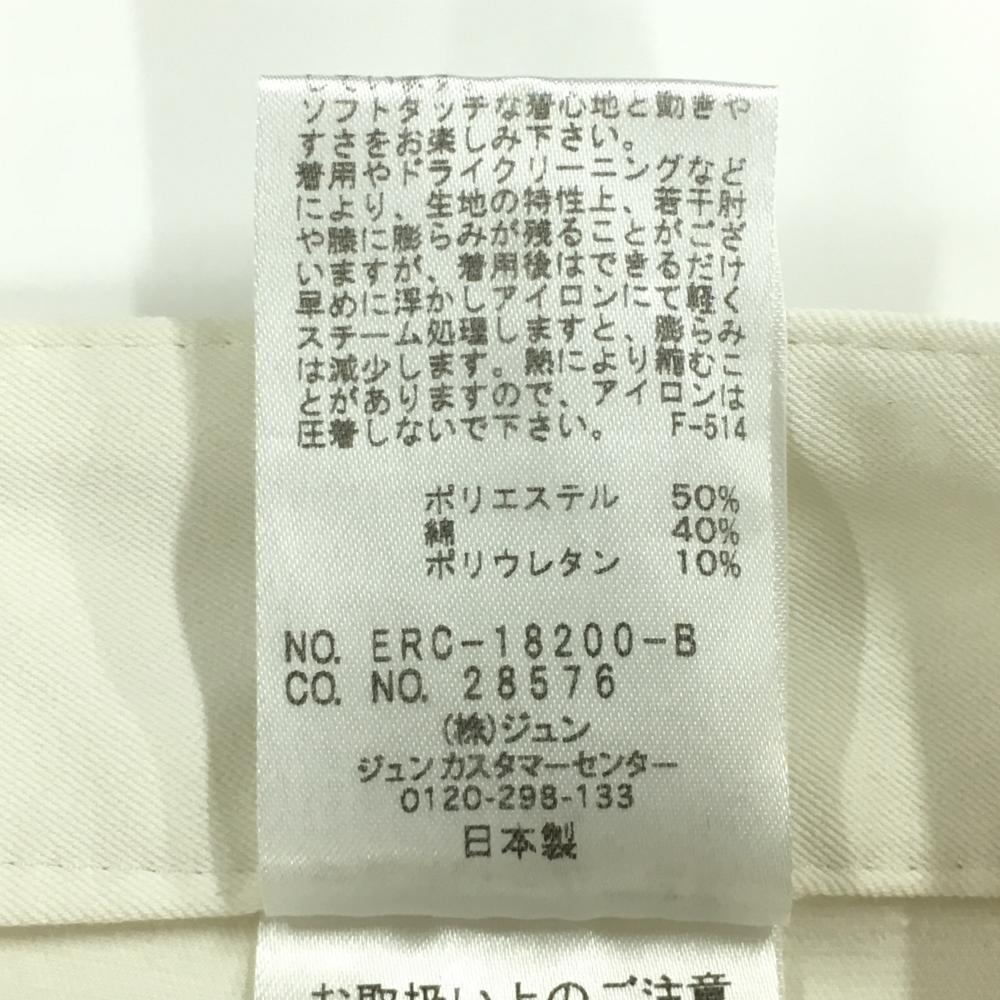 ソフトタッチな着心地と動きや
すさをお楽しみ下さい。
着用やドライクリーニングなど
により、生地の特性上、若干肘
や膝に膨らみが残ることがござ
いますが、着用後はできるだけ
早めに浮かしアイロンにて軽く
スチーム処理しますと、膨らみ
は減少します。熱により縮むこ
とがありますので、アイロンは
圧着しないで下さい。 F-514
ポリエステル 50%
綿 40%
ポリウレタン 10%
NO. ERC-18200-B
CO. NO. 28576
(株)ジュン
ジュンカスタマーセンター
0120-298-133
日本製
お取扱い上のご注意